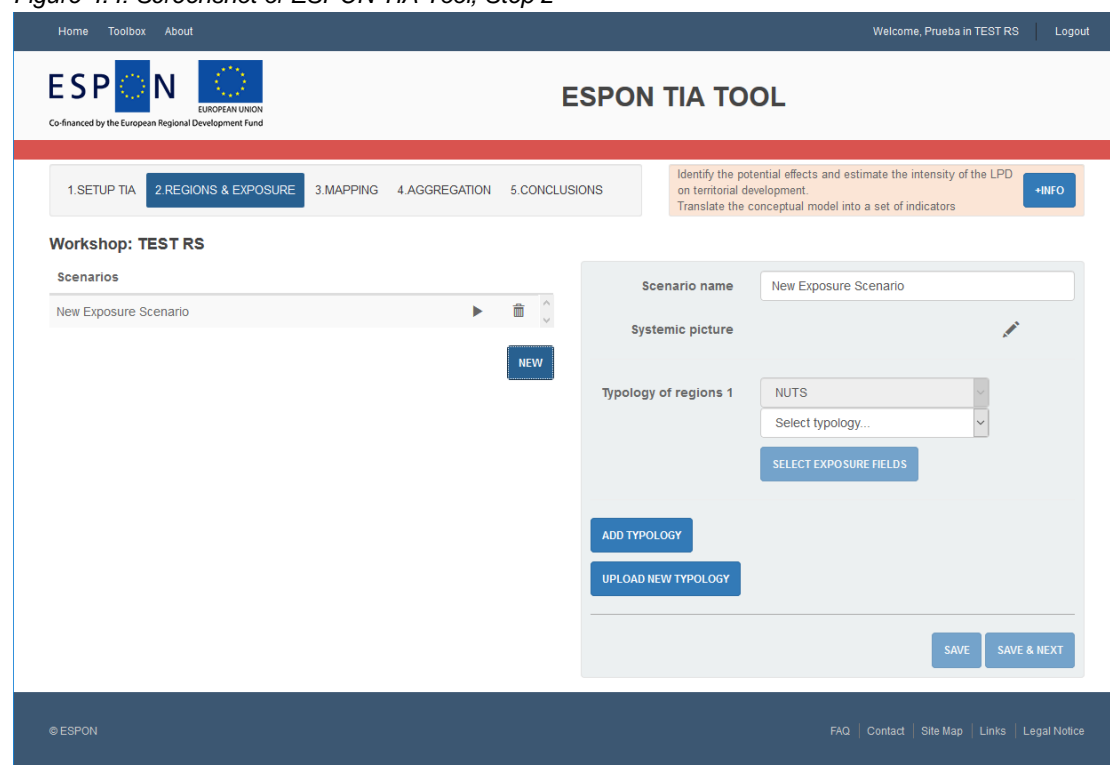 Figure 4.4: Screenshot of ESPON TIA Tool, Step 2
Home Toolbox About Welcome, Prueba in TEST RS Logout
ESP N
EUROPEAN UNION
Co-financed by the European Regional Development Fund
ESPON TIA TOOL
1.SETUP TIA 2.REGIONS & EXPOSURE 3.MAPPING 4.AGGREGATION 5.CONCLUSIONS
Identify the potential effects and estimate the intensity of the LPD
on territorial development.
Translate the conceptual model into a set of indicators
+INFO
Workshop: TEST RS
Scenarios
New Exposure Scenario
NEW
Scenario name New Exposure Scenario
Systemic picture
Typology of regions 1 NUTS
Select typology...
SELECT EXPOSURE FIELDS
ADD TYPOLOGY
UPLOAD NEW TYPOLOGY
SAVE SAVE & NEXT
© ESPON FAQ Contact Site Map Links Legal Notice